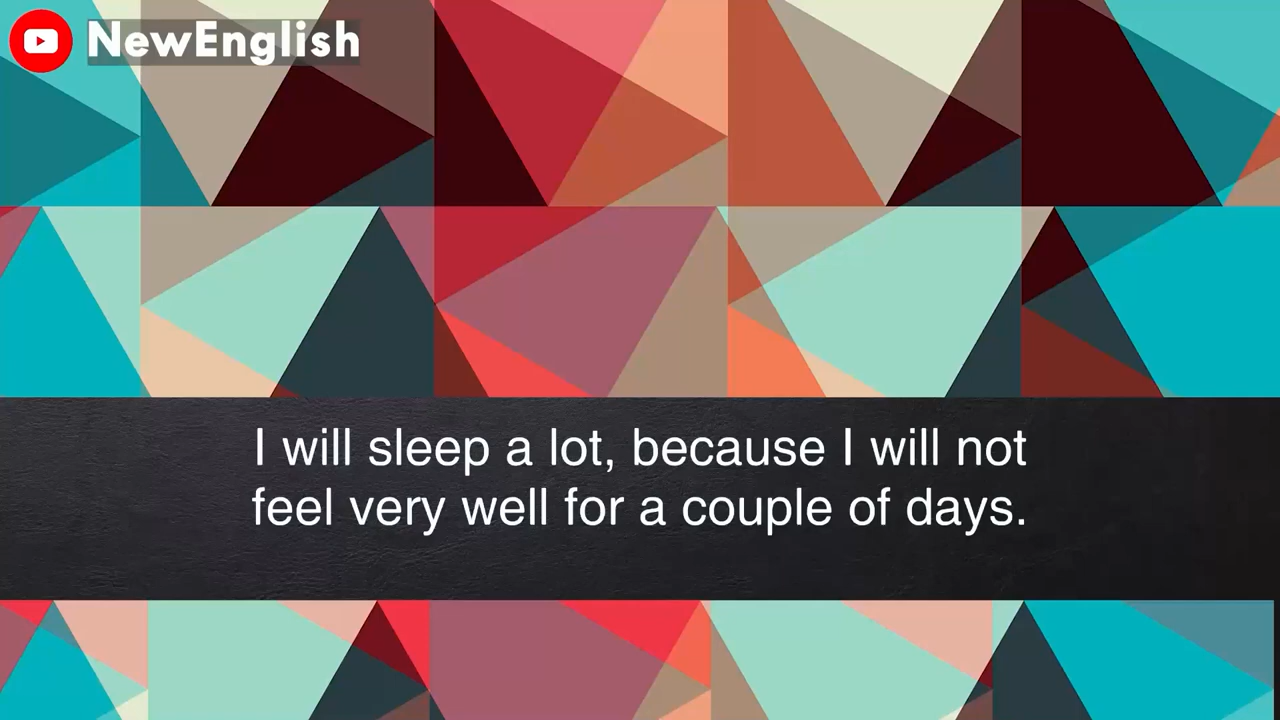 NewEnglish
I will sleep a lot, because I will not
feel very well for a couple of days.